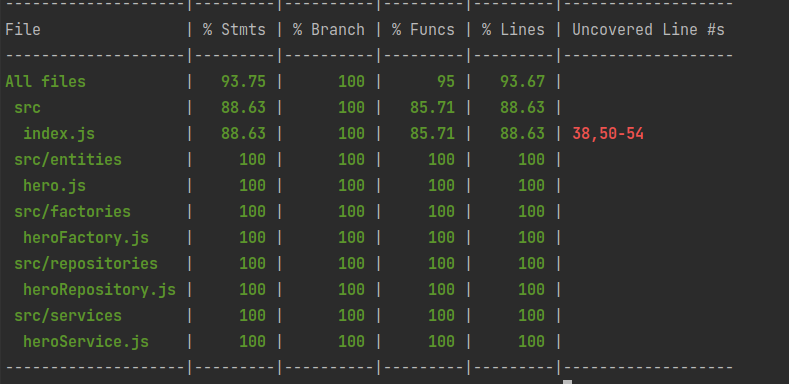 -------------------|---------|----------|---------|---------|-------------------
File               | % Stmts | % Branch | % Funcs | % Lines | Uncovered Line #s
-------------------|---------|----------|---------|---------|-------------------
All files          |   93.75 |      100 |      95 |   93.67 |
 src               |   88.63 |      100 |   85.71 |   88.63 |
  index.js         |   88.63 |      100 |   85.71 |   88.63 | 38,50-54
 src/entities      |     100 |      100 |     100 |     100 |
  hero.js          |     100 |      100 |     100 |     100 |
 src/factories     |     100 |      100 |     100 |     100 |
  heroFactory.js   |     100 |      100 |     100 |     100 |
 src/repositories  |     100 |      100 |     100 |     100 |
  heroRepository.js |     100 |      100 |     100 |     100 |
 src/services      |     100 |      100 |     100 |     100 |
  heroService.js   |     100 |      100 |     100 |     100 |
-------------------|---------|----------|---------|---------|-------------------